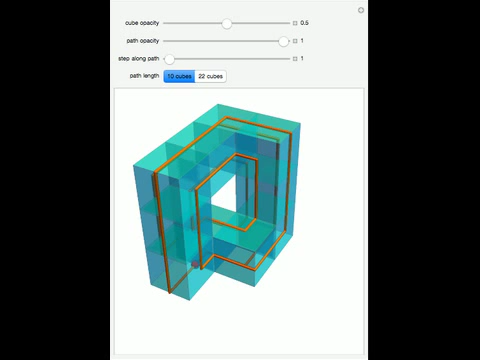 cube opacity 0.5
path opacity 1
step along path 1
path length 10 cubes 22 cubes